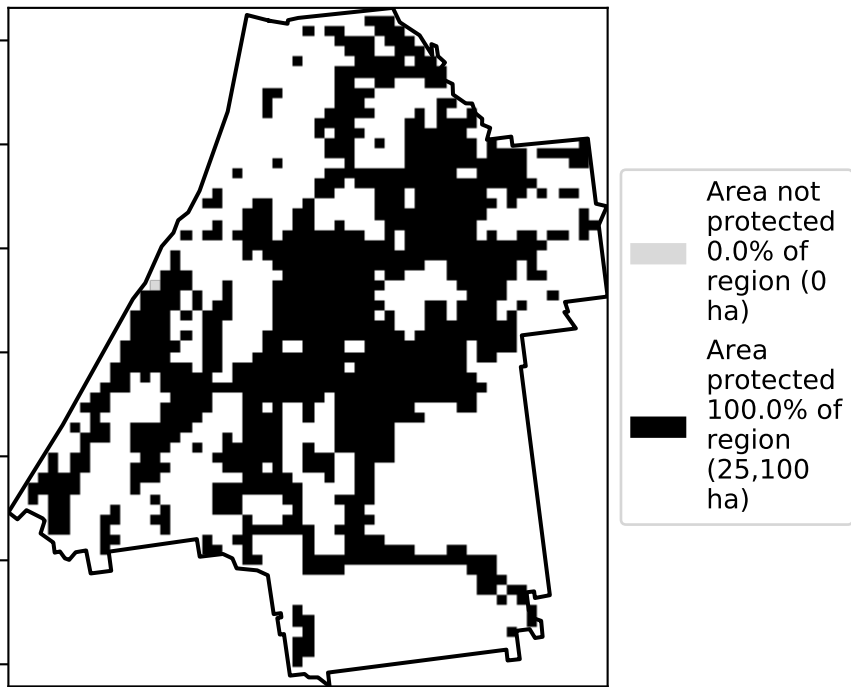 Area not
protected
0.0% of
region (0
ha)
Area
protected
100.0% of
region
(25,100
ha)